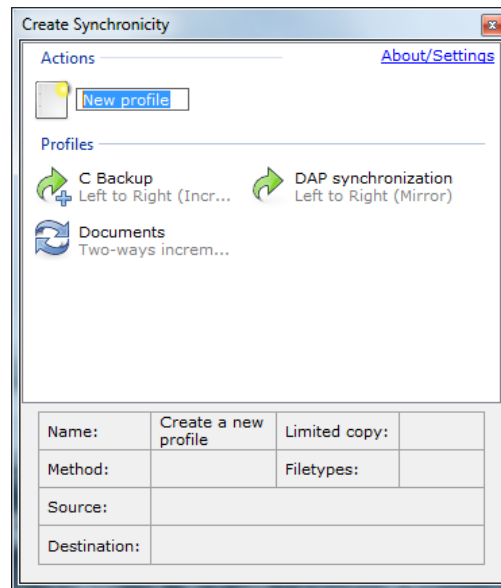 Create Synchronicity
Actions
About/Settings
New profile
Profiles
C Backup
Left to Right (Incr...
DAP synchronization
Left to Right (Mirror)
Documents
Two-ways increm...
Name:
Create a new
profile
Limited copy:
Method:
Filetypes:
Source:
Destination: